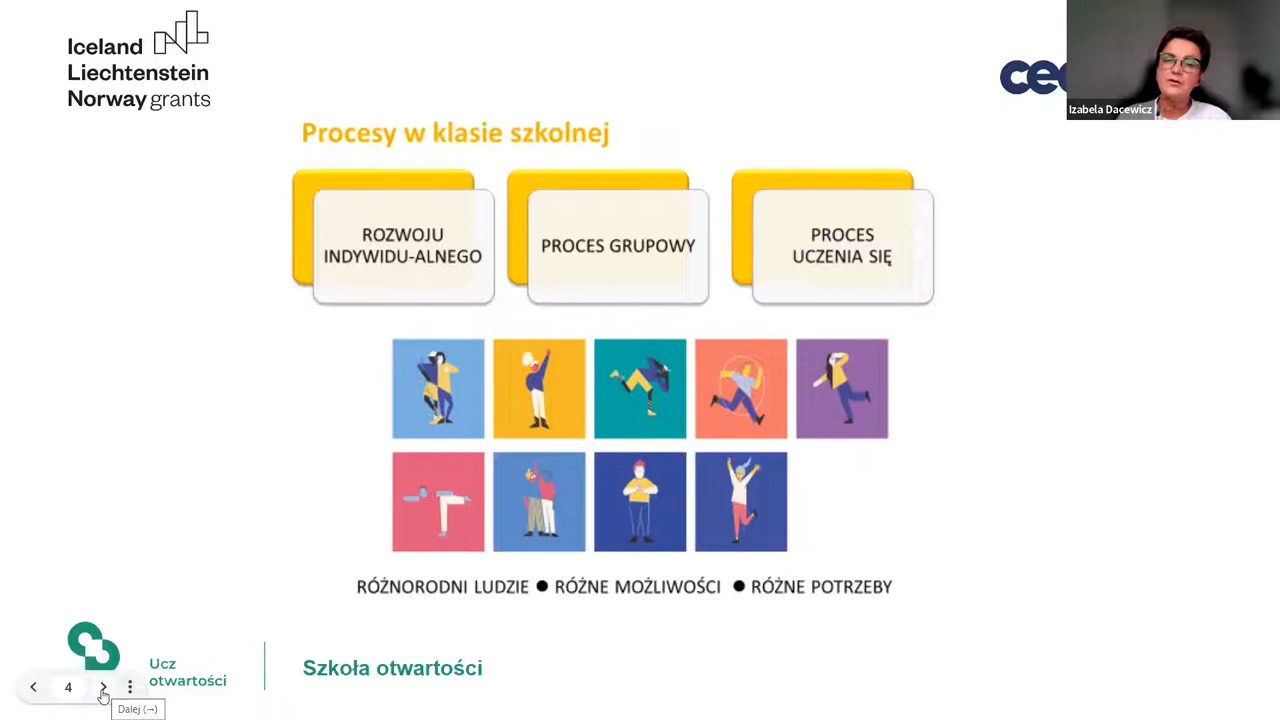 Iceland
Liechtenstein
Norway grants
Izabela Dacewicz
Procesy w klasie szkolnej
ROZWOJU
INDYWIDU-ALNEGO
PROCES GRUPOWY
PROCES
UCZENIA SIĘ
RÓŻNORODNI LUDZIE ● RÓŻNE MOŻLIWOŚCI ● RÓŻNE POTRZEBY
Ucz
otwartości
Szkoła otwartości
4
Dalej (→)